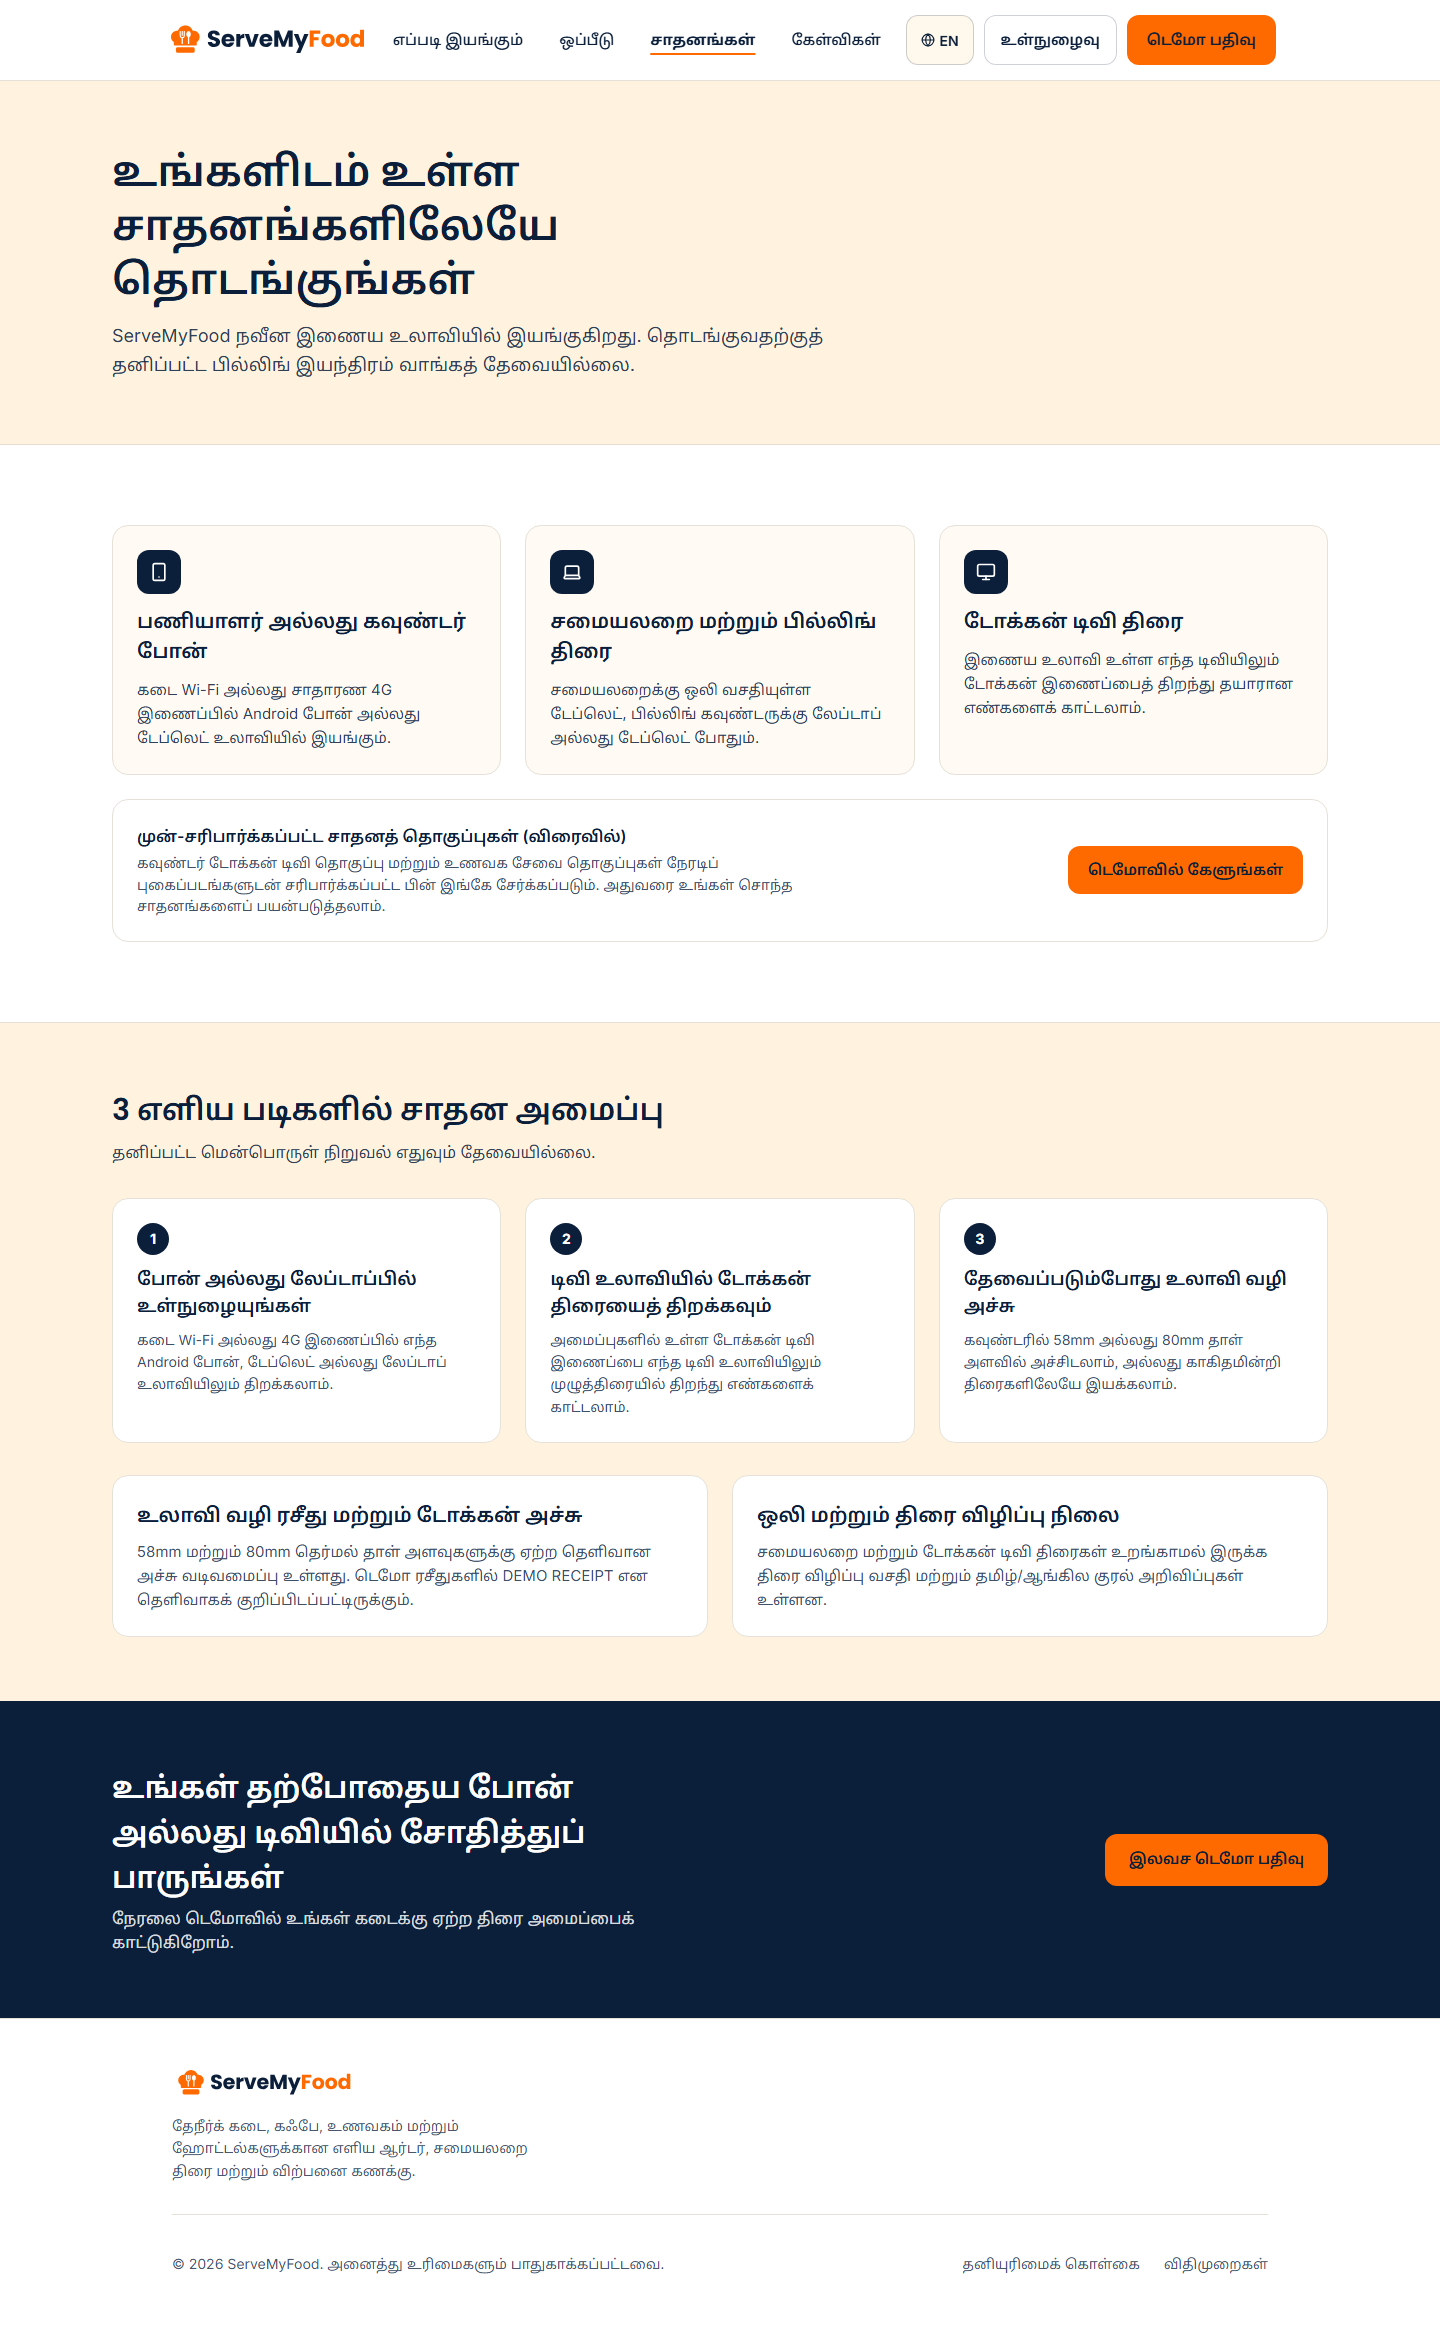 ServeMyFood
எப்படி இயங்கும்
ஒப்பீடு
சாதனங்கள்
கேள்விகள்
EN
உள்நுழைவு
டெமோ பதிவு
உங்களிடம் உள்ள
சாதனங்களிலேயே
தொடங்குங்கள்
ServeMyFood நவீன இணைய உலாவியில் இயங்குகிறது. தொடங்குவதற்குத்
தனிப்பட்ட பில்லிங் இயந்திரம் வாங்கத் தேவையில்லை.
பணியாளர் அல்லது கவுண்டர்
போன்
கடை Wi-Fi அல்லது சாதாரண 4G
இணைப்பில் Android போன் அல்லது
டேப்லெட் உலாவியில் இயங்கும்.
சமையலறை மற்றும் பில்லிங்
திரை
சமையலறைக்கு ஒலி வசதியுள்ள
டேப்லெட், பில்லிங் கவுண்டருக்கு லேப்டாப்
அல்லது டேப்லெட் போதும்.
டோக்கன் டிவி திரை
இணைய உலாவி உள்ள எந்த டிவியிலும்
டோக்கன் இணைப்பைத் திறந்து தயாரான
எண்களைக் காட்டலாம்.
முன்-சரிபார்க்கப்பட்ட சாதனத் தொகுப்புகள் (விரைவில்)
கவுண்டர் டோக்கன் டிவி தொகுப்பு மற்றும் உணவக சேவை தொகுப்புகள் நேரடிப்
புகைப்படங்களுடன் சரிபார்க்கப்பட்ட பின் இங்கே சேர்க்கப்படும். அதுவரை உங்கள் சொந்த
சாதனங்களைப் பயன்படுத்தலாம்.
டெமோவில் கேளுங்கள்
3 எளிய படிகளில் சாதன அமைப்பு
தனிப்பட்ட மென்பொருள் நிறுவல் எதுவும் தேவையில்லை.
1
போன் அல்லது லேப்டாப்பில்
உள்நுழையுங்கள்
கடை Wi-Fi அல்லது 4G இணைப்பில் எந்த
Android போன், டேப்லெட் அல்லது லேப்டாப்
உலாவியிலும் திறக்கலாம்.
2
டிவி உலாவியில் டோக்கன்
திரையைத் திறக்கவும்
அமைப்புகளில் உள்ள டோக்கன் டிவி
இணைப்பை எந்த டிவி உலாவியிலும்
முழுத்திரையில் திறந்து எண்களைக்
காட்டலாம்.
3
தேவைப்படும்போது உலாவி வழி
அச்சு
கவுண்டரில் 58mm அல்லது 80mm தாள்
அளவில் அச்சிடலாம், அல்லது காகிதமின்றி
திரைகளிலேயே இயக்கலாம்.
உலாவி வழி ரசீது மற்றும் டோக்கன் அச்சு
58mm மற்றும் 80mm தெர்மல் தாள் அளவுகளுக்கு ஏற்ற தெளிவான
அச்சு வடிவமைப்பு உள்ளது. டெமோ ரசீதுகளில் DEMO RECEIPT என
தெளிவாகக் குறிப்பிடப்பட்டிருக்கும்.
ஒலி மற்றும் திரை விழிப்பு நிலை
சமையலறை மற்றும் டோக்கன் டிவி திரைகள் உறங்காமல் இருக்க
திரை விழிப்பு வசதி மற்றும் தமிழ்/ஆங்கில குரல் அறிவிப்புகள்
உள்ளன.
உங்கள் தற்போதைய போன்
அல்லது டிவியில் சோதித்துப்
பாருங்கள்
நேரலை டெமோவில் உங்கள் கடைக்கு ஏற்ற திரை அமைப்பைக்
காட்டுகிறோம்.
இலவச டெமோ பதிவு
ServeMyFood
தேநீர்க் கடை, கஃபே, உணவகம் மற்றும்
ஹோட்டல்களுக்கான எளிய ஆர்டர், சமையலறை
திரை மற்றும் விற்பனை கணக்கு.
© 2026 ServeMyFood. அனைத்து உரிமைகளும் பாதுகாக்கப்பட்டவை.
தனியுரிமைக் கொள்கை
விதிமுறைகள்